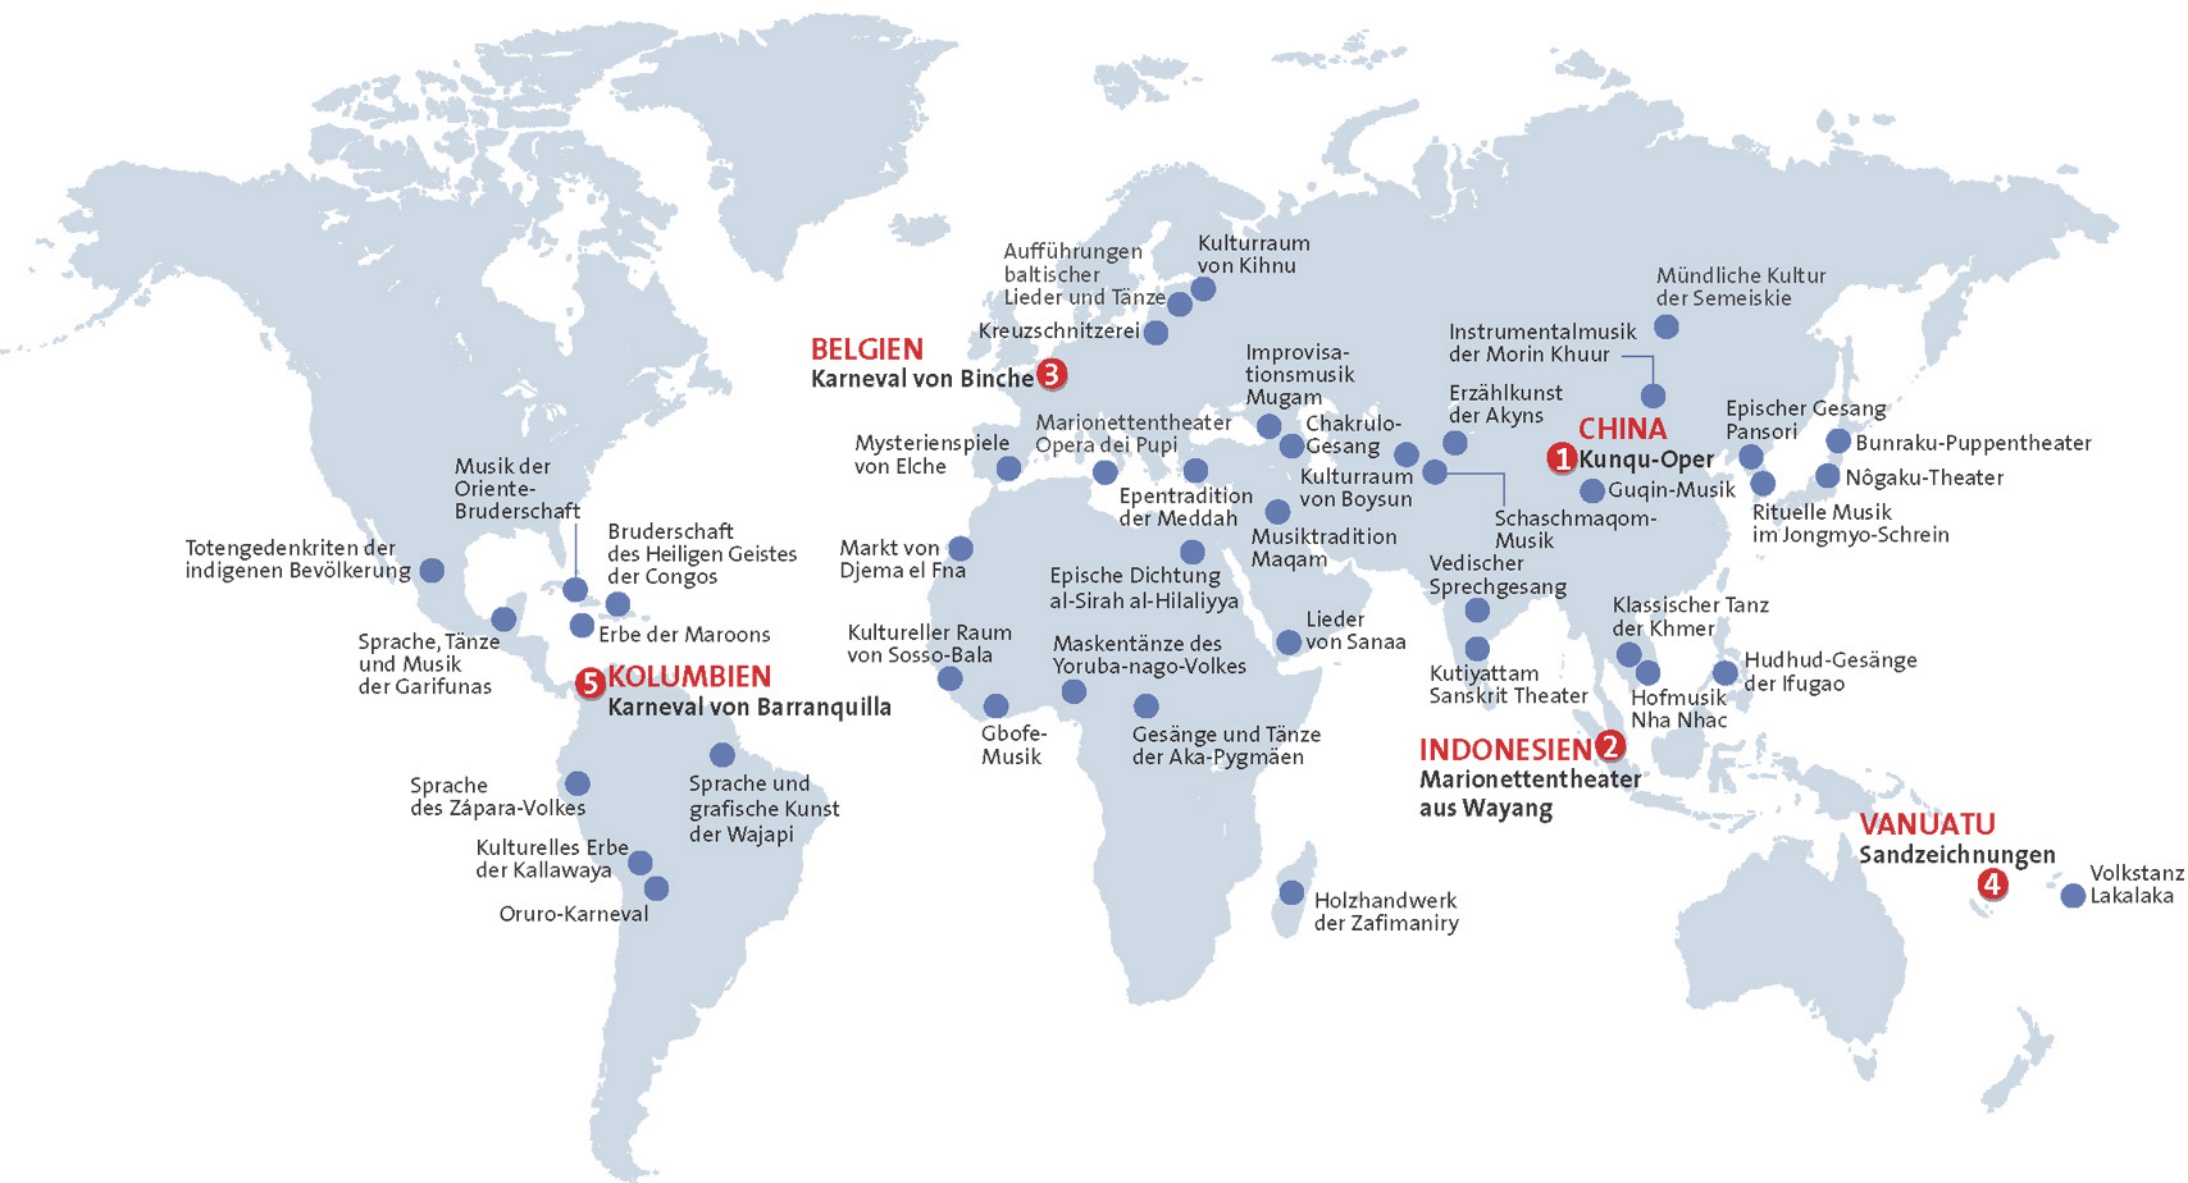 Aufführungen
baltischer
Lieder und Tänze
Kulturraum
von Kihnu
Kreuzschnitzerei
BELGIEN
Karneval von Binche 3
Mündliche Kultur
der Semeiskie
Instrumentalmusik
der Morin Khuur
Improvisa-
tionsmusik
Mugam
Erzählkunst
der Akyns
Chakrulo-
Gesang
CHINA
1 Kunqu-Oper
Guqin-Musik
Epischer Gesang
Pansori
Bunraku-Puppentheater
Nôgaku-Theater
Rituelle Musik
im Jongmyo-Schrein
Mysterienspiele
von Elche
Marionettentheater
Opera dei Pupi
Epentradition
der Meddah
Kulturraum
von Boysun
Schaschmaqom-
Musik
Musiktradition
Maqam
Musik der
Oriente-
Bruderschaft
Bruderschaft
des Heiligen Geistes
der Congos
Totengedenkriten der
indigenen Bevölkerung
Erbe der Maroons
Sprache, Tänze
und Musik
der Garifunas
Markt von
Djema el Fna
Epische Dichtung
al-Sirah al-Hilaliyya
Vedischer
Sprechgesang
Klassischer Tanz
der Khmer
Lieder
von Sanaa
Kultureller Raum
von Sosso-Bala
Maskentänze des
Yoruba-nago-Volkes
Kutiyattam
Sanskrit Theater
Hofmusik
Nha Nhac
Hudhud-Gesänge
der Ifugao
5 KOLUMBIEN
Karneval von Barranquilla
Gbofe-
Musik
Gesänge und Tänze
der Aka-Pygmäen
INDONESIEN 2
Marionettentheater
aus Wayang
Sprache
des Zápara-Volkes
Sprache und
grafische Kunst
der Wajapi
Kulturelles Erbe
der Kallawaya
Oruro-Karneval
VANUATU
Sandzeichnungen
4
Volkstanz
Lakalaka
Holzhandwerk
der Zafimaniry